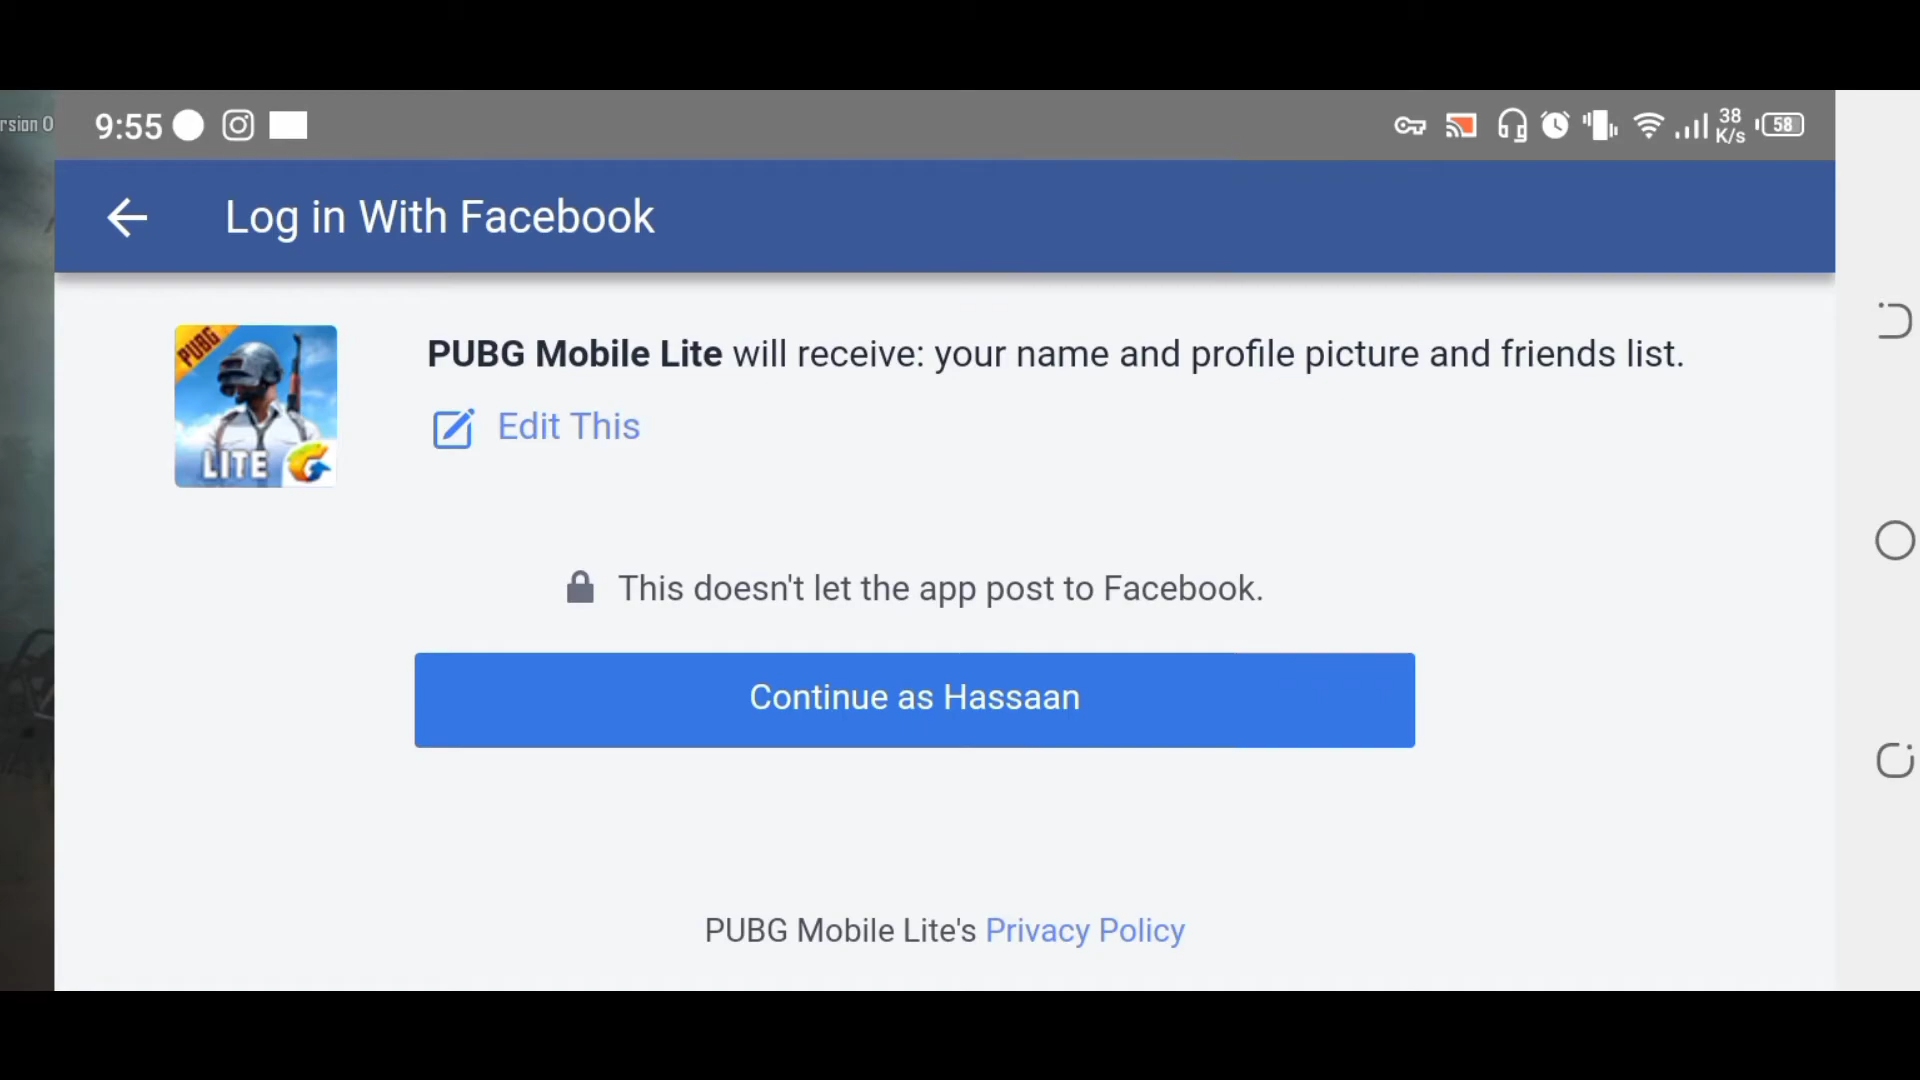 rsion 0
9:55
38
K/s
58
Log in With Facebook
PUBG
LITE
PUBG Mobile Lite will receive: your name and profile picture and friends list.
Edit This
This doesn't let the app post to Facebook.
Continue as Hassaan
PUBG Mobile Lite's Privacy Policy